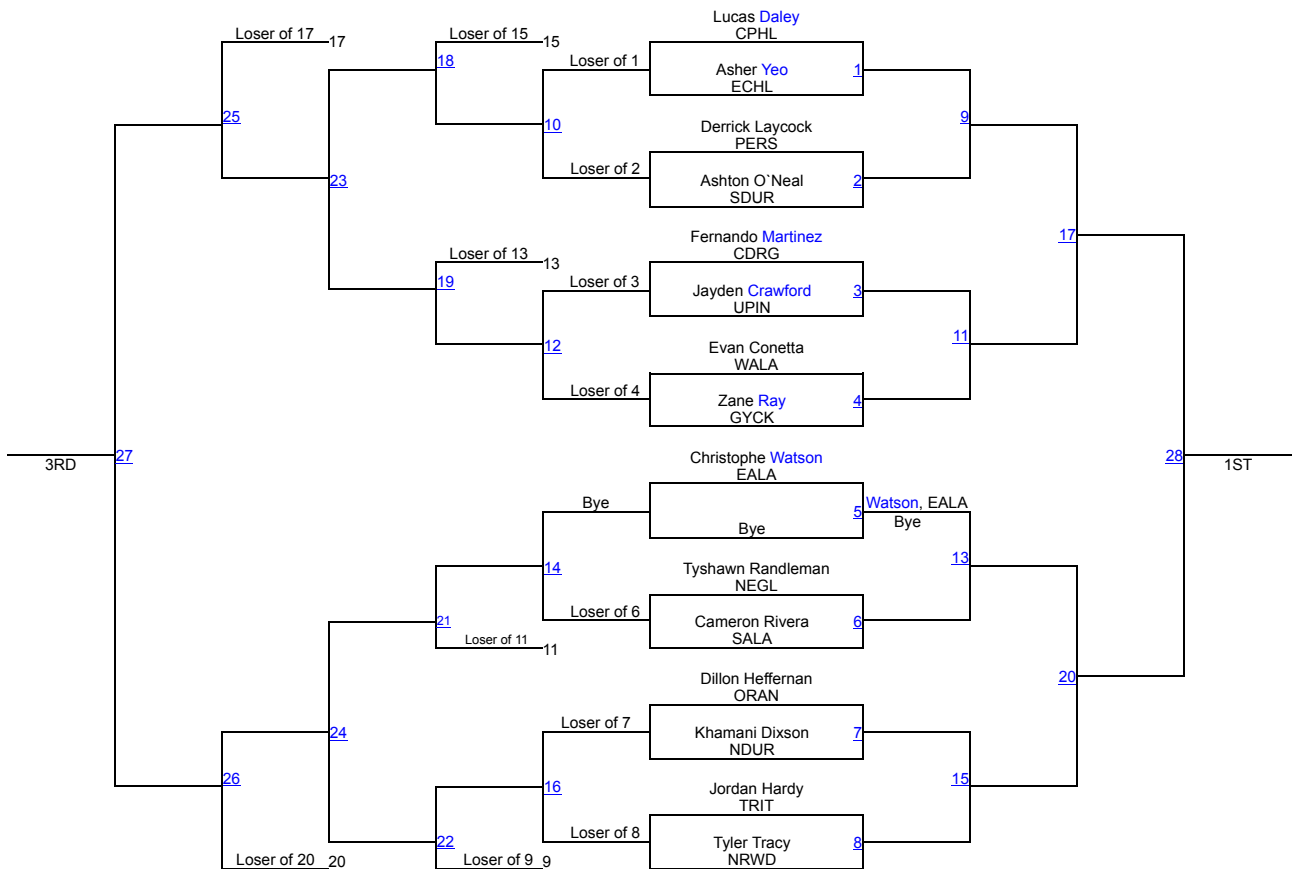 Lucas Daley
CPHL
Loser of 17 17
Loser of 15 15
18
Loser of 1
Asher Yeo 1
ECHL
25
10
9
Derrick Laycock
PERS
Loser of 2
23
Ashton O`Neal 2
SDUR
Fernando Martinez
CDRG
17
Loser of 13 13
19
Loser of 3
Jayden Crawford 3
UPIN
12
11
Evan Conetta
WALA
Loser of 4
Zane Ray 4
GYCK
3RD
27
Christophe Watson
EALA
28
1ST
Bye
5
Watson, EALA
Bye
Bye
14
13
Tyshawn Randleman
NEGL
21
Loser of 6
Cameron Rivera 6
SALA
Loser of 11 11
20
Dillon Heffernan
ORAN
24
Loser of 7
Khamani Dixson 7
NDUR
26
16
15
Jordan Hardy
TRIT
22
Loser of 8
Tyler Tracy 8
NRWD
Loser of 20 20
Loser of 9 9